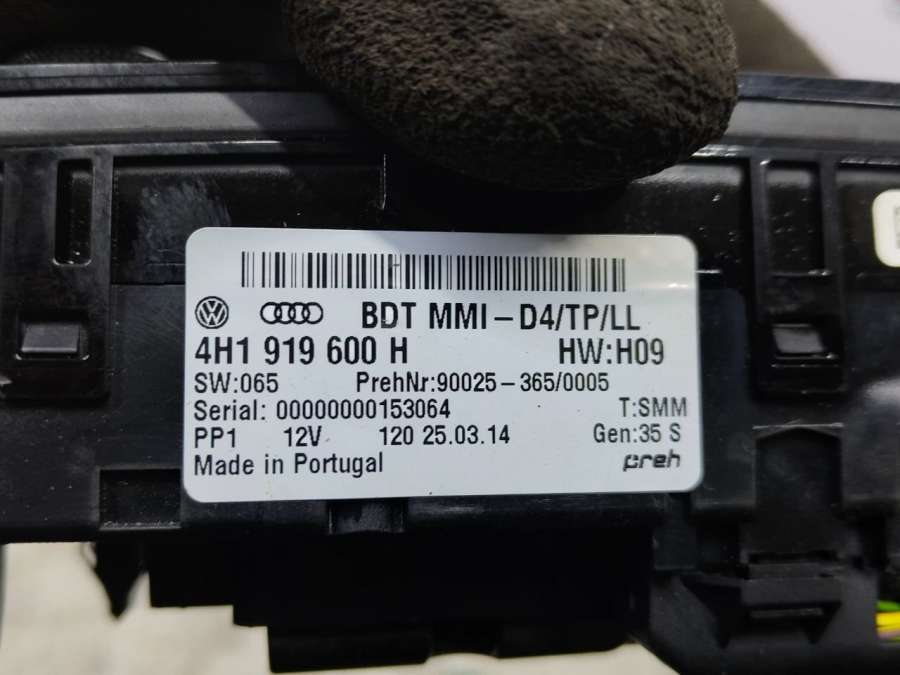 BDT MMI-D4/TP/LL
4H1 919 600 H HW:H09
SW:065 PrehNr:90025-365/0005
Serial: 00000000153064 T:SMM
PP1 12V 120 25.03.14 Gen:35 S
Made in Portugal preh